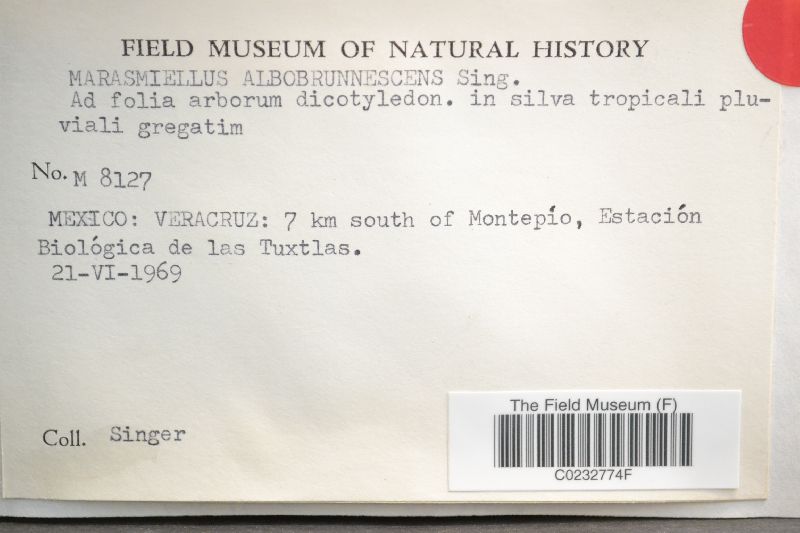 FIELD MUSEUM OF NATURAL HISTORY
MARASMIELLUS ALBOBRUNNESCENS Sing.
Ad folia arborum dicotyledon. in silva tropicali plu-
viali gregatim
No. M 8127
MEXICO: VERACRUZ: 7 km south of Montepío, Estación
Biológica de las Tuxtlas.
21-VI-1969
Coll. Singer
The Field Museum (F)
C0232774F